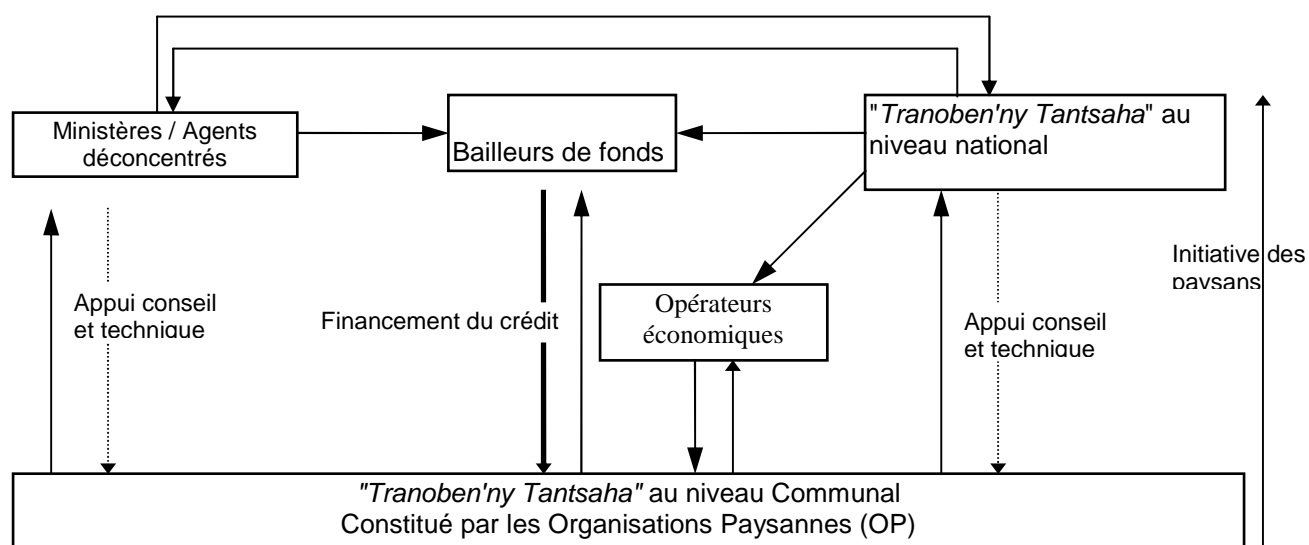 Ministères / Agents
déconcentrés
Bailleurs de fonds
"Tranoben'ny Tantsaha" au
niveau national
Initiative des
paysans
Appui conseil
et technique
Financement du crédit
Opérateurs
économiques
Appui conseil
et technique
"Tranoben'ny Tantsaha" au niveau Communal
Constitué par les Organisations Paysannes (OP)